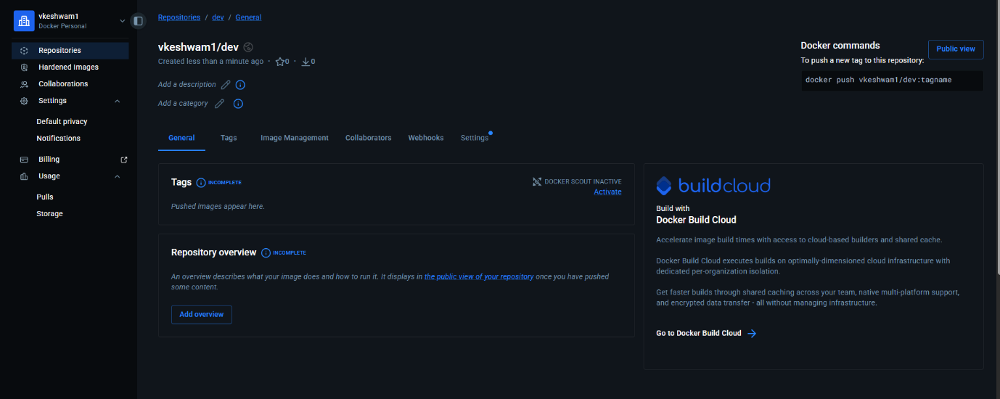 vkeshwam1
Docker Personal
Repositories
Hardened Images
Collaborations
Settings
Default privacy
Notifications
Billing
Usage
Pulls
Storage
Repositories / dev / General
vkeshwam1/dev
Created less than a minute ago · 0 · 0
Add a description
Add a category
Docker commands
Public view
To push a new tag to this repository:
docker push vkeshwam1/dev:tagname
General Tags Image Management Collaborators Webhooks Settings
Tags INCOMPLETE
DOCKER SCOUT INACTIVE
Activate
Pushed images appear here.
Repository overview INCOMPLETE
An overview describes what your image does and how to run it. It displays in the public view of your repository once you have pushed
some content.
Add overview
buildcloud
Build with
Docker Build Cloud
Accelerate image build times with access to cloud-based builders and shared cache.
Docker Build Cloud executes builds on optimally-dimensioned cloud infrastructure with
dedicated per-organization isolation.
Get faster builds through shared caching across your team, native multi-platform support,
and encrypted data transfer - all without managing infrastructure.
Go to Docker Build Cloud